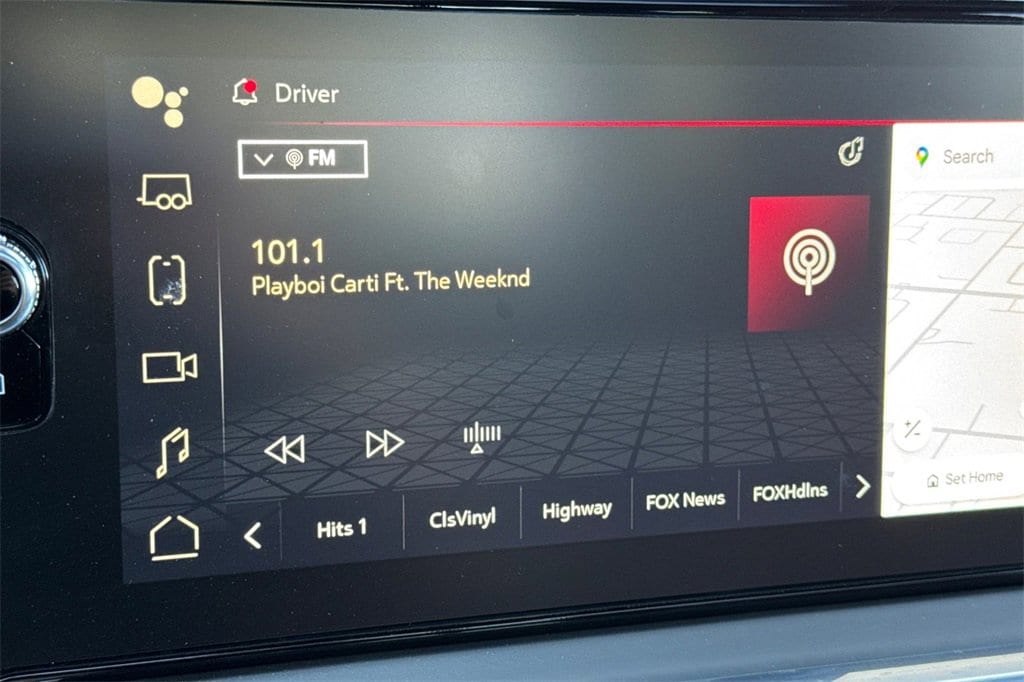 Driver
FM
Search
101.1
Playboi Carti Ft. The Weeknd
Set Home
Hits 1
ClsVinyl
Highway
FOX News
FOXHdlns